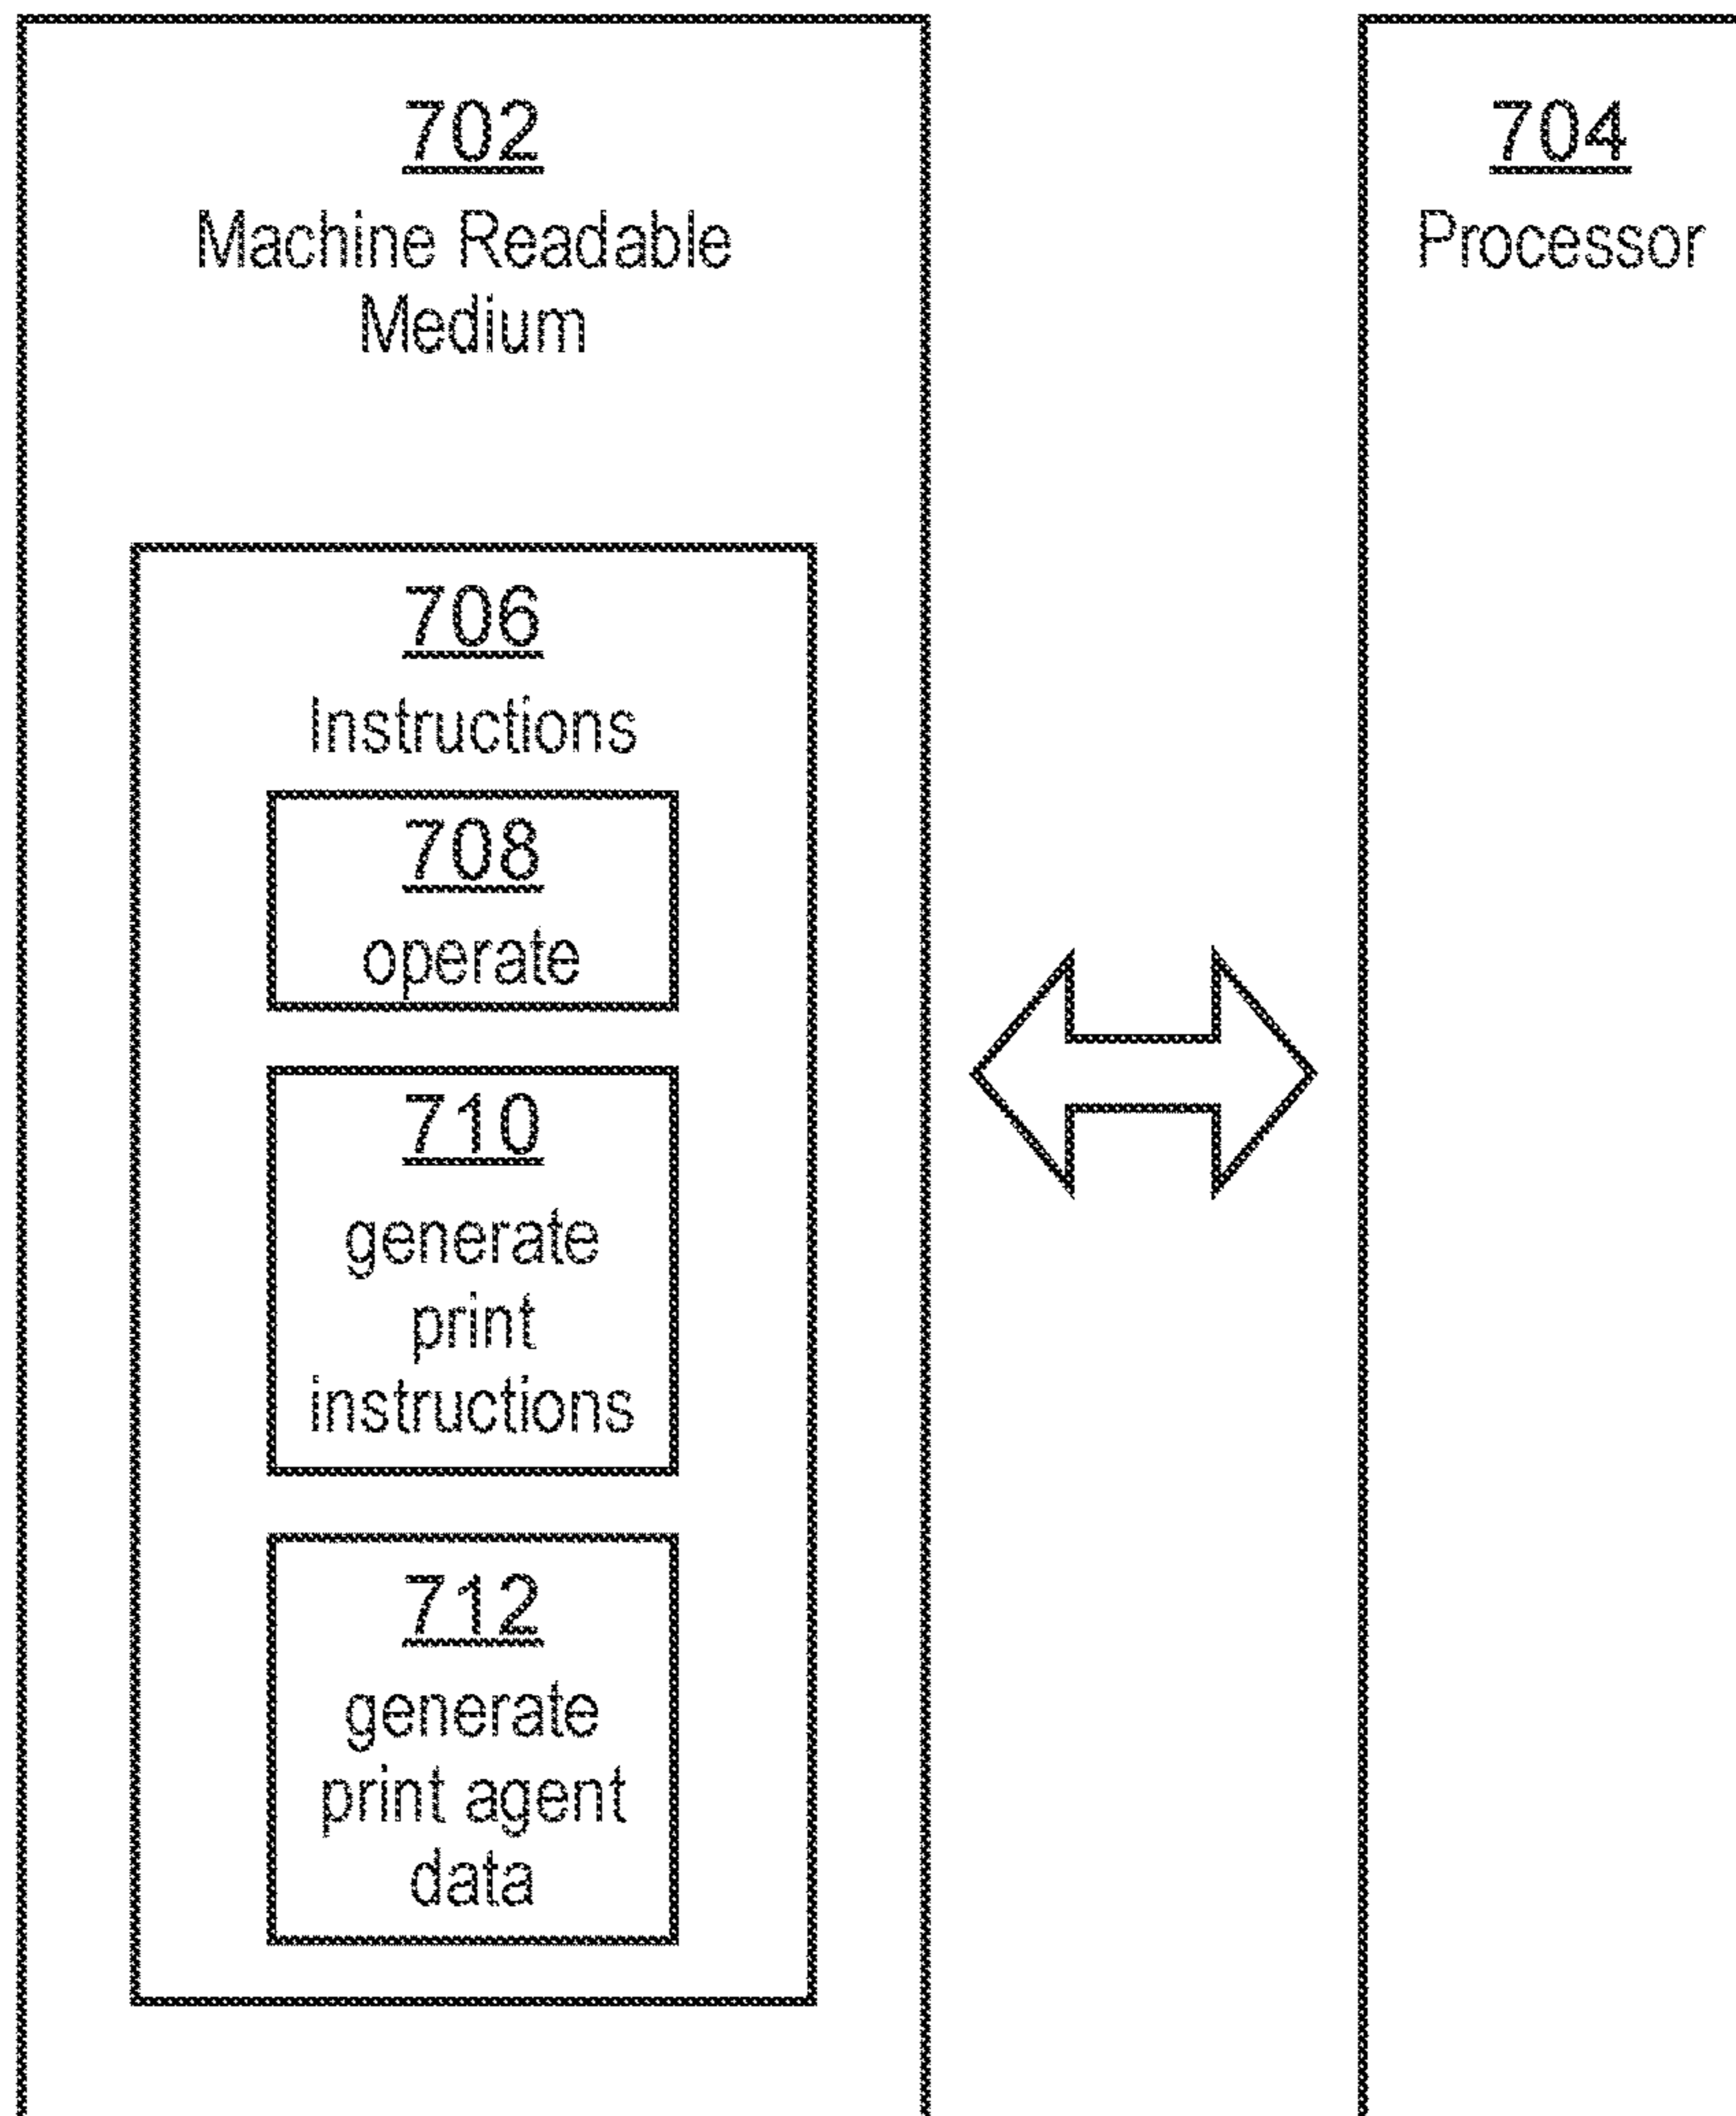 702
Machine Readable
Medium
706
Instructions
708
operate
710
generate
print
instructions
712
generate
print agent
data
704
Processor